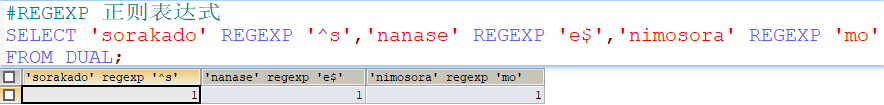 #REGEXP 正则表达式
SELECT 'sorakado' REGEXP '^s','nanase' REGEXP 'e$','nimosora' REGEXP 'mo'
FROM DUAL;
'sorakado' regexp '^s' 'nanase' regexp 'e$' 'nimosora' regexp 'mo'
1 1 1